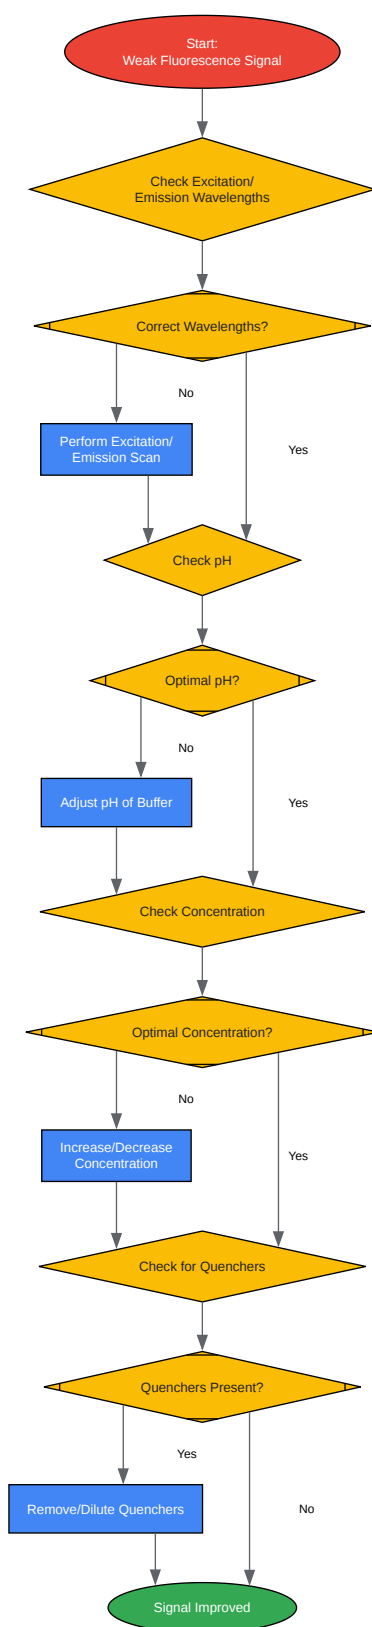 Start:
Weak Fluorescence Signal
Check Excitation/
Emission Wavelengths
Correct Wavelengths?
No
Perform Excitation/
Emission Scan
Yes
Check pH
Optimal pH?
No
Adjust pH of Buffer
Yes
Check Concentration
Optimal Concentration?
No
Increase/Decrease
Concentration
Yes
Check for Quenchers
Quenchers Present?
Yes
Remove/Dilute Quenchers
No
Signal Improved